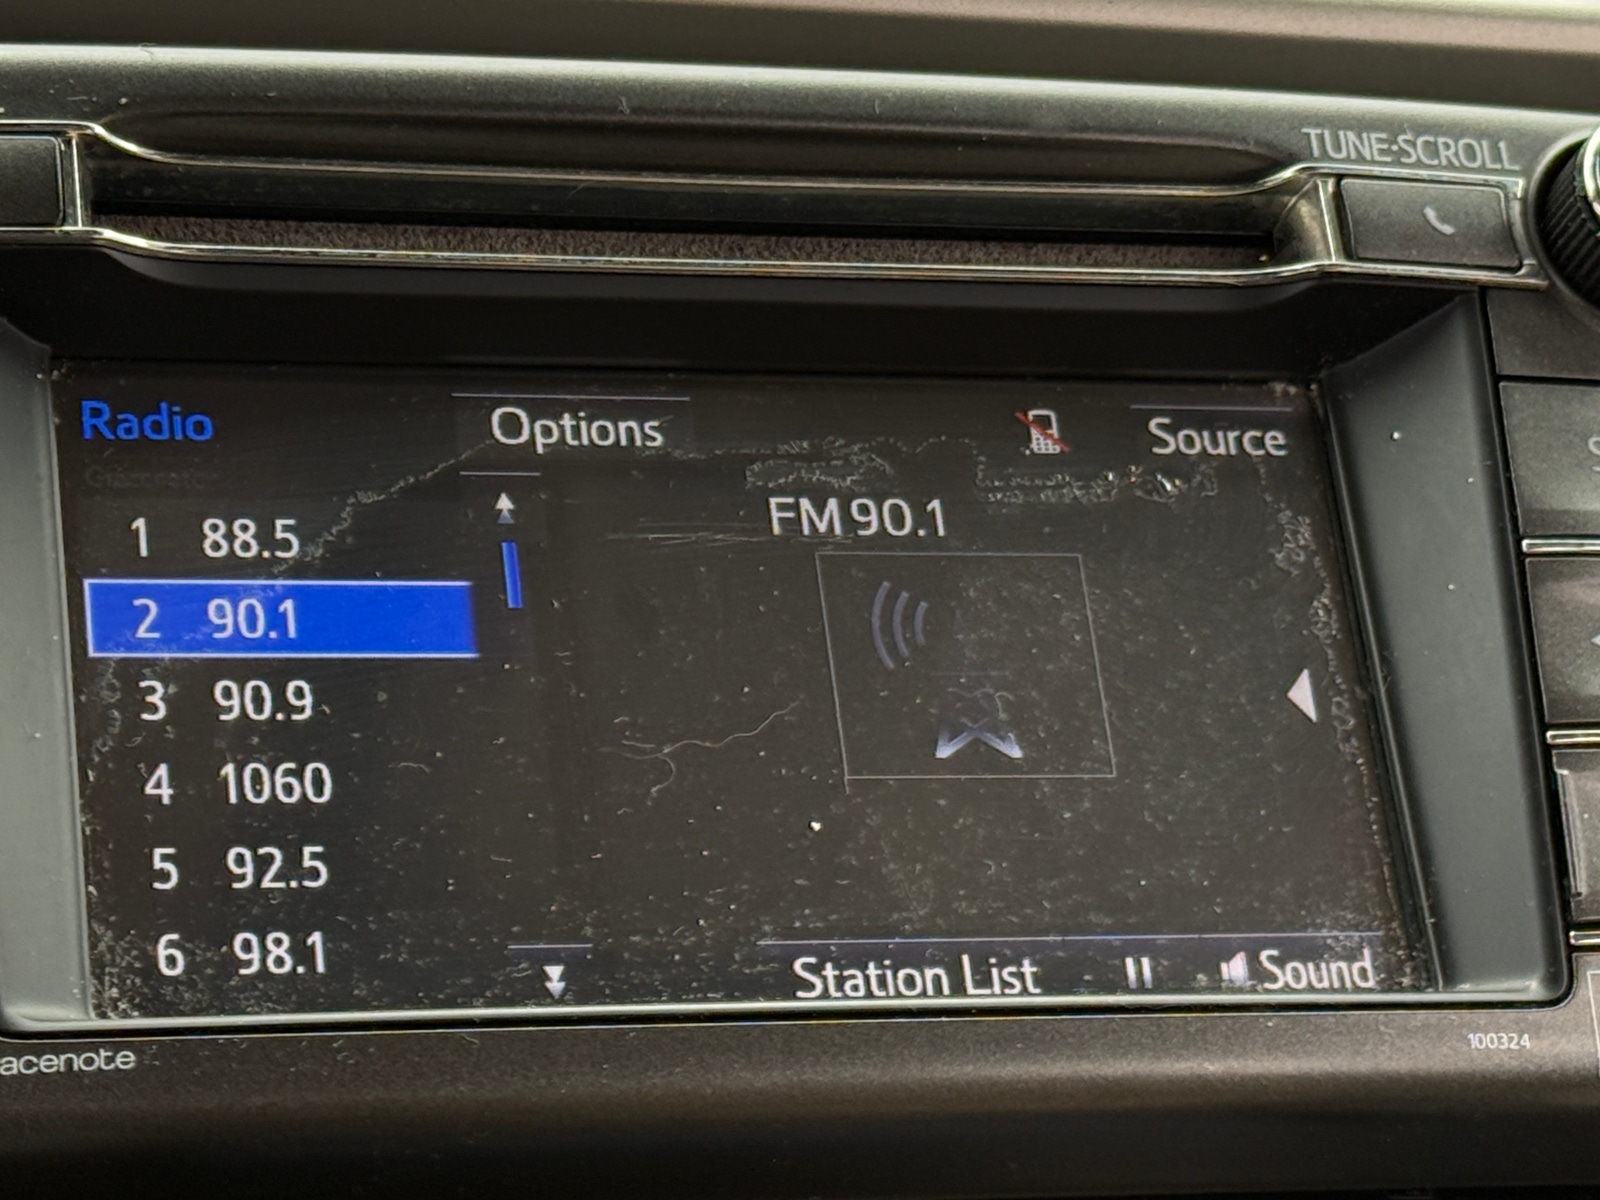 TUNE·SCROLL
Radio Options Source
FM 90.1
1 88.5
2 90.1
3 90.9
4 1060
5 92.5
6 98.1
Station List Sound
acenote
100324